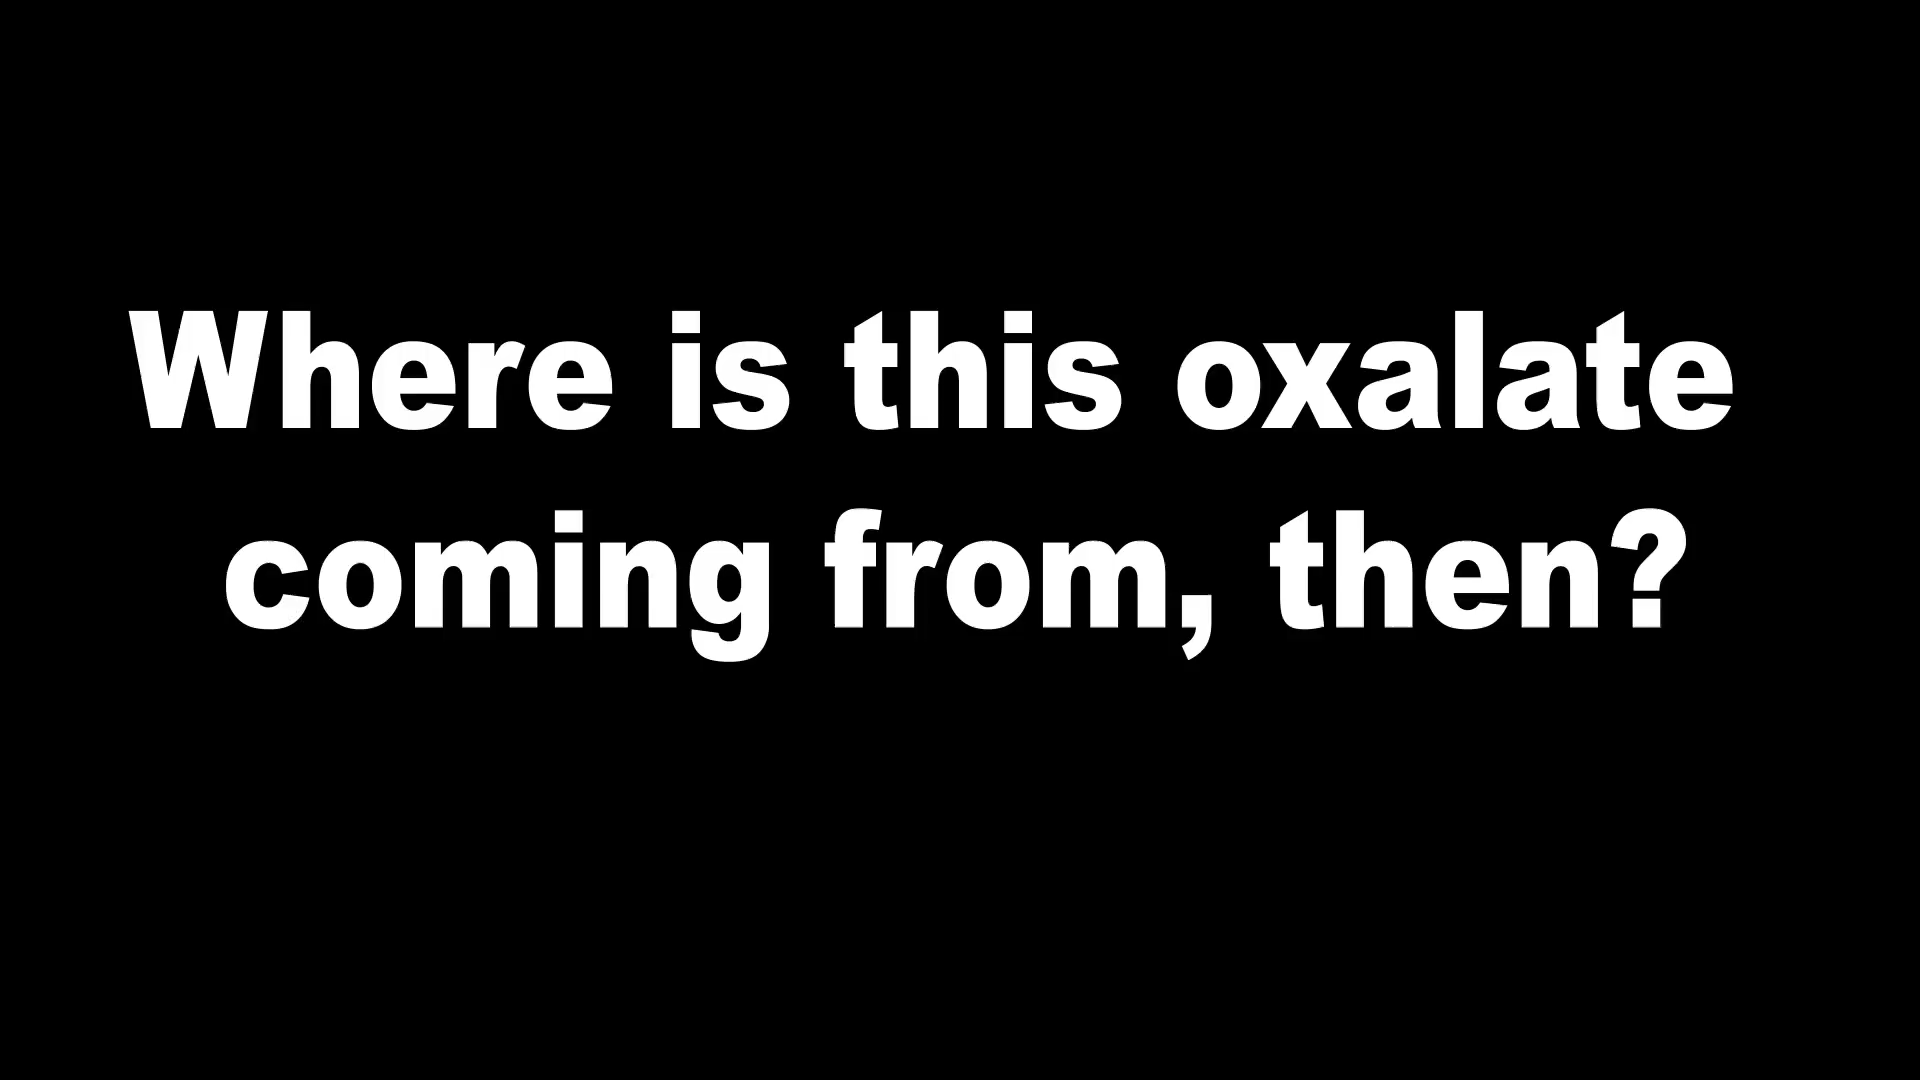 Where is this oxalate
coming from, then?